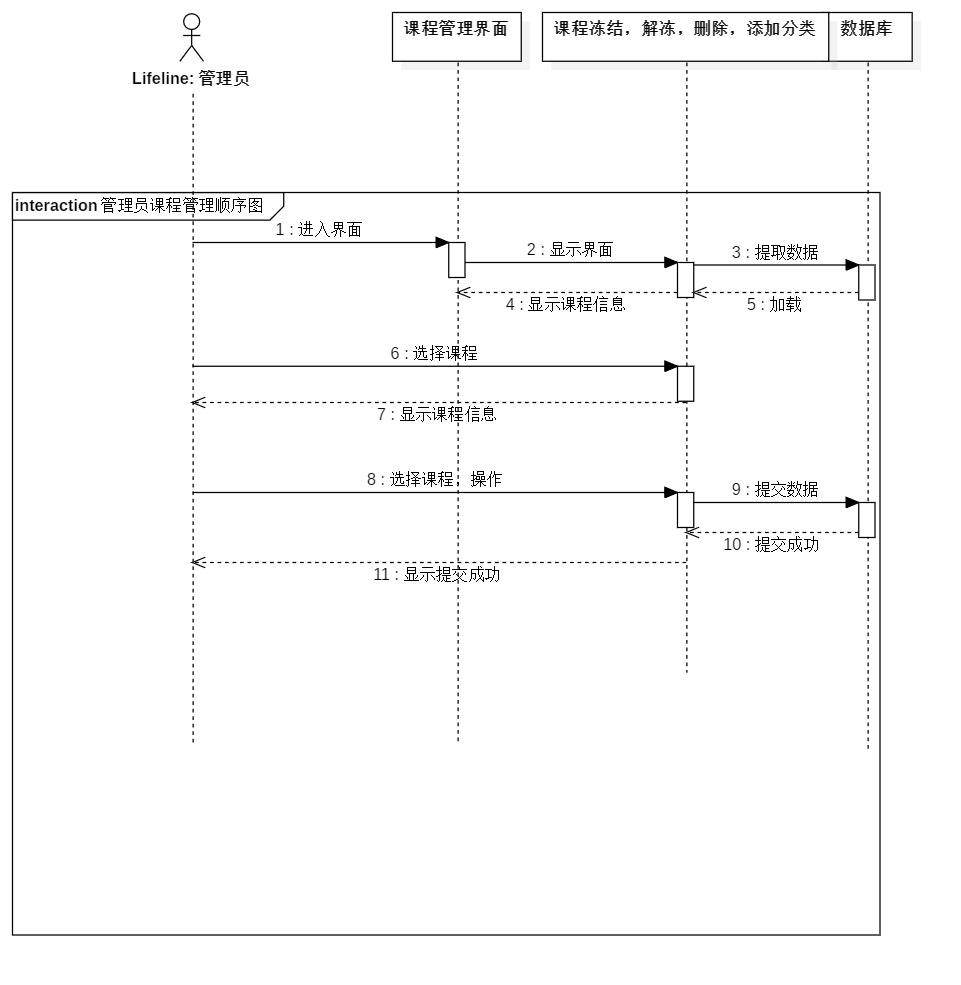 课程管理界面
课程冻结，解冻，删除，添加分类
数据库
Lifeline: 管理员
interaction 管理员课程管理顺序图
1 : 进入界面
2 : 显示界面
3 : 提取数据
4 : 显示课程信息
5 : 加载
6 : 选择课程
7 : 显示课程信息
8 : 选择课程，操作
9 : 提交数据
10 : 提交成功
11 : 显示提交成功